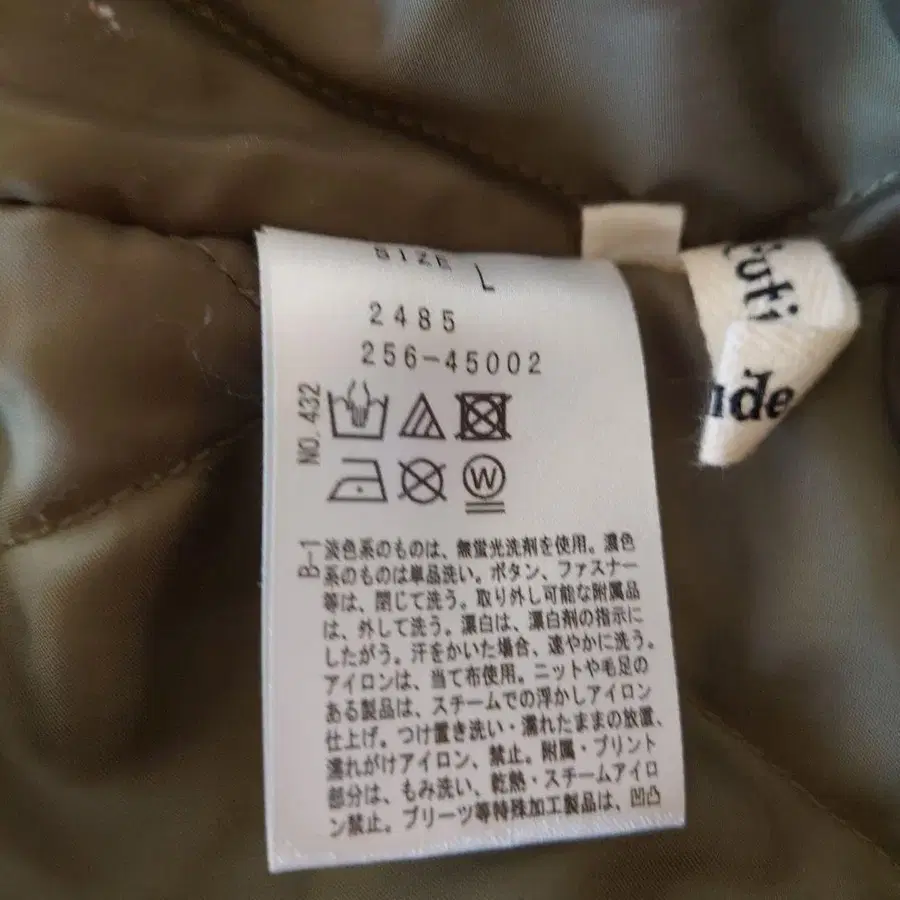 SIZE L
2485
256-45002
NO. 432
W
B-1
淡色系のものは、無蛍光洗剤を使用。濃色
系のものは単品洗い。ボタン、ファスナー
等は、閉じて洗う。取り外し可能な附属品
は、外して洗う。漂白は、漂白剤の指示に
したがう。汗をかいた場合、速やかに洗う。
アイロンは、当て布使用。ニットや毛足の
ある製品は、スチームでの浮かしアイロン
仕上げ。つけ置き洗い・濡れたままの放置、
濡れがけアイロン、禁止。附属・プリント
部分は、もみ洗い、乾熱・スチームアイロ
ン禁止。プリーツ等特殊加工製品は、凹凸